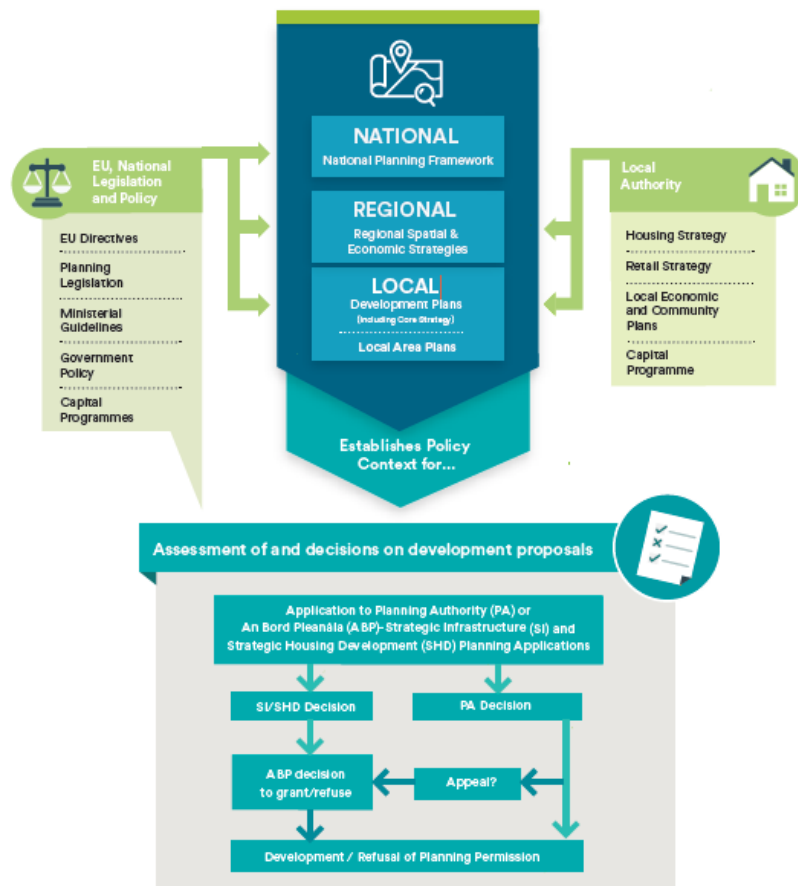 NATIONAL
National Planning Framework
EU, National
Legislation
and Policy
EU Directives
Planning
Legislation
Ministerial
Guidelines
Government
Policy
Capital
Programmes
REGIONAL
Regional Spatial &
Economic Strategies
LOCAL
Development Plans
(Including Core Strategy)
Local Area Plans
Local
Authority
Housing Strategy
Retail Strategy
Local Economic
and Community
Plans
Capital
Programme
Establishes Policy
Context for...
Assessment of and decisions on development proposals
Application to Planning Authority (PA) or
An Bord Pleanála (ABP)-Strategic Infrastructure (SI) and
Strategic Housing Development (SHD) Planning Applications
SI/SHD Decision
PA Decision
ABP decision
to grant/refuse
Appeal?
Development / Refusal of Planning Permission